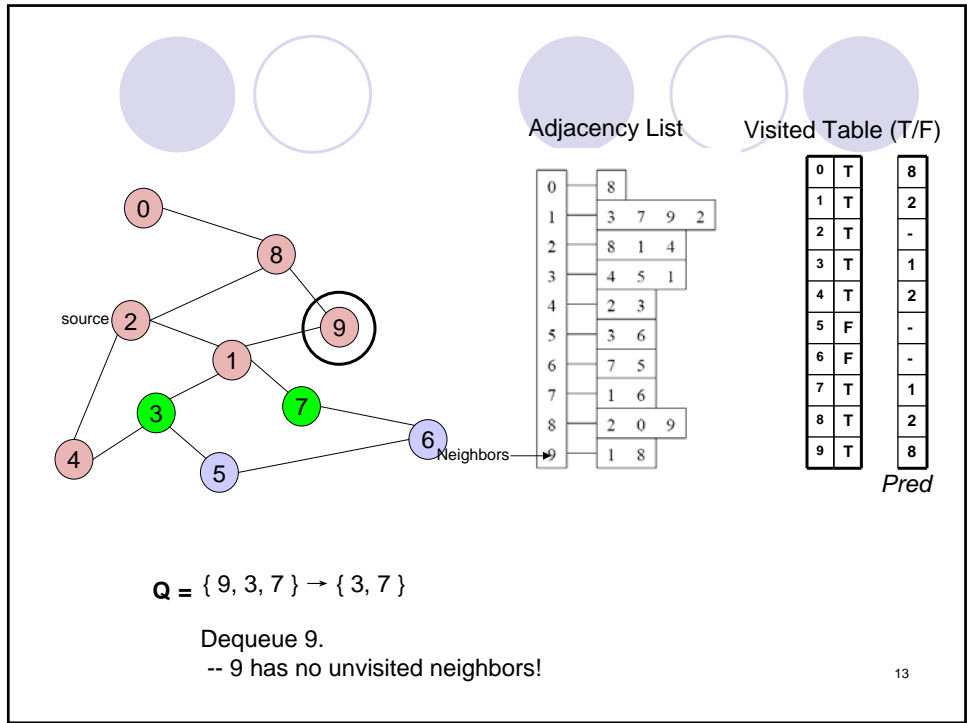 Adjacency List
Visited Table (T/F)
0
8
source
2
9
1
3
7
4
5
6
Neighbors
0 8
1 3 7 9 2
2 8 1 4
3 4 5 1
4 2 3
5 3 6
6 7 5
7 1 6
8 2 0 9
9 1 8
0 T 8
1 T 2
2 T -
3 T 1
4 T 2
5 F -
6 F -
7 T 1
8 T 2
9 T 8
Pred
Q = { 9, 3, 7 } → { 3, 7 }
Dequeue 9.
-- 9 has no unvisited neighbors!
13